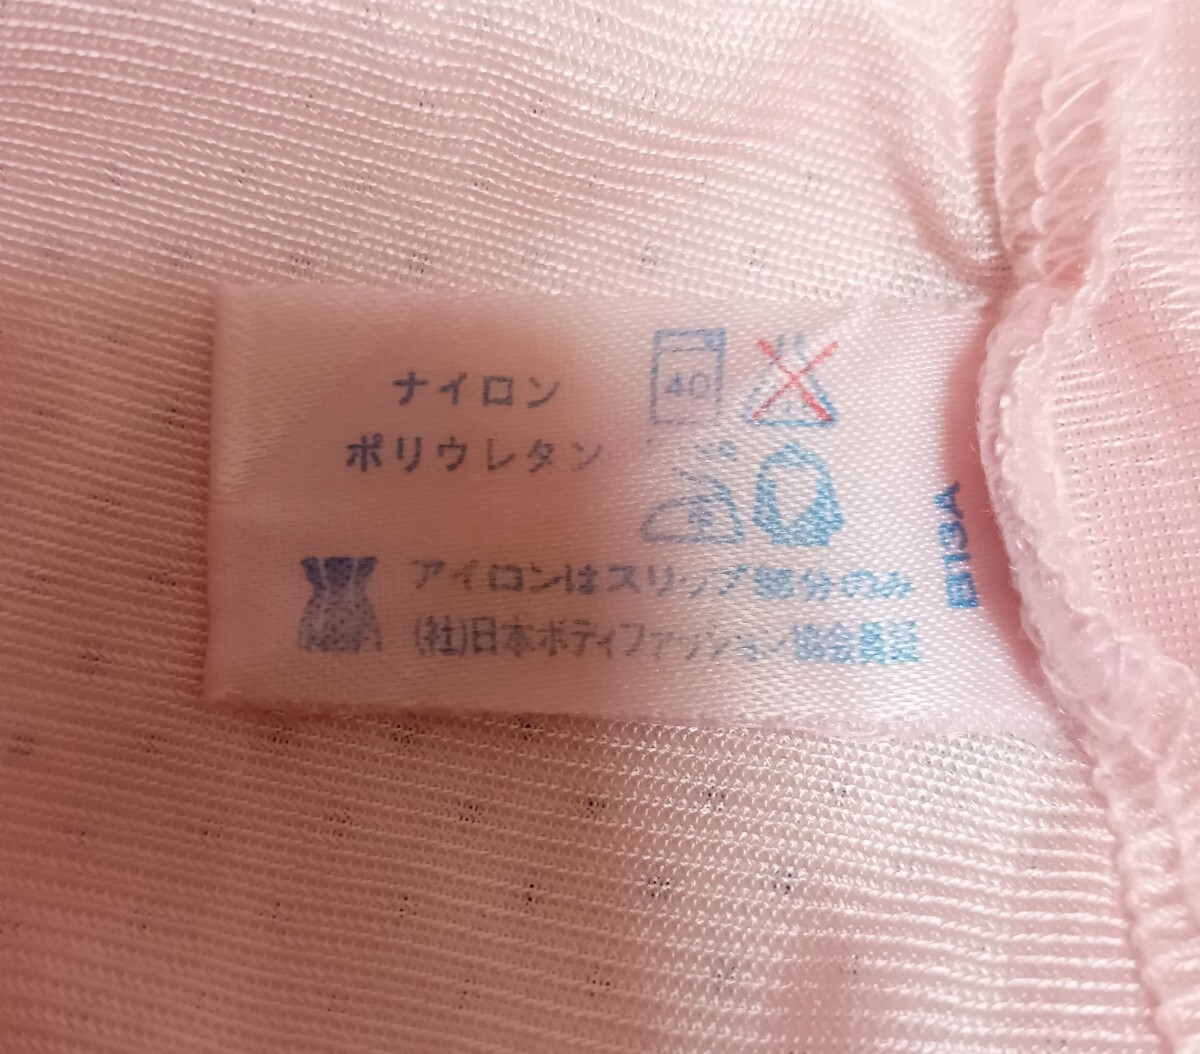 ナイロン
ポリウレタン
40
アイロンはスリップ部分のみ
(社)日本ボディファッション協会員証